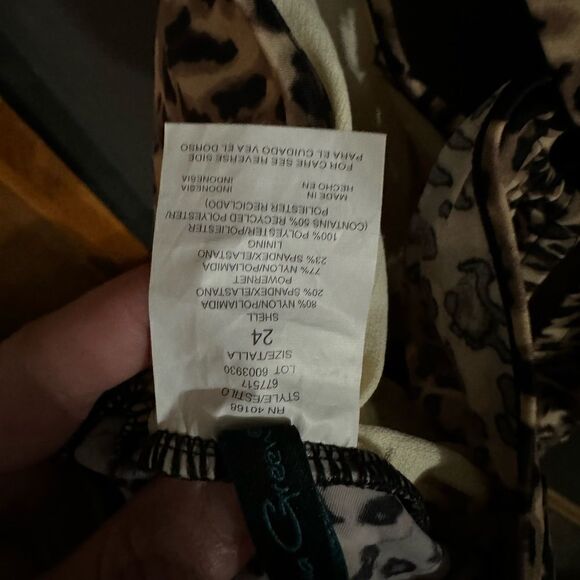 RN 40168
STYLE/ESTILO
677517
LOT 6003930
SIZE/TALLA
24
SHELL
80% NYLON/POLIAMIDA
20% SPANDEX/ELASTANO
POWERNET
77% NYLON/POLIAMIDA
23% SPANDEX/ELASTANO
LINING
100% POLYESTER/POLIESTER
(CONTAINS 50% RECYCLED POLYESTER/
POLIESTER RECICLADO)
MADE IN HECHO EN
INDONESIA INDONESIA
FOR CARE SEE REVERSE SIDE
PARA EL CUIDADO VEA EL DORSO